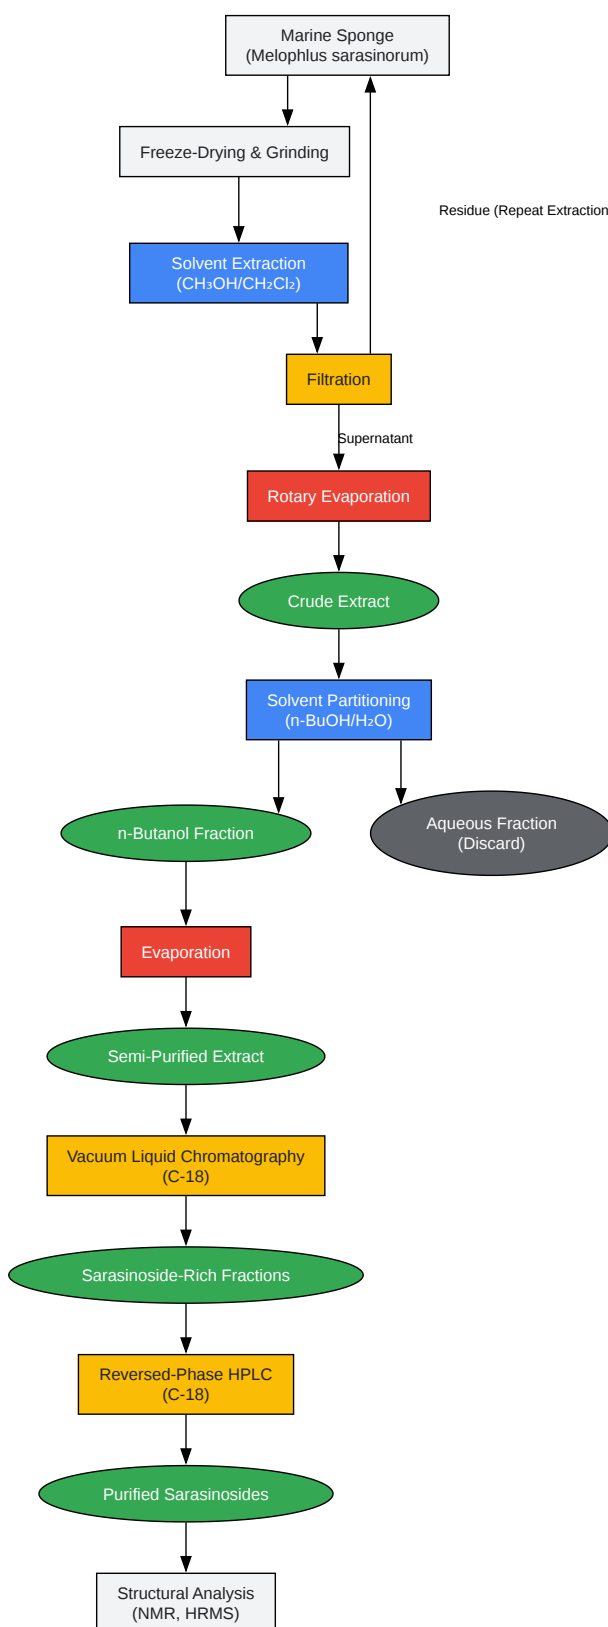 Marine Sponge
(Melophlus sarasinorum)
Freeze-Drying & Grinding
Residue (Repeat Extraction
Solvent Extraction
(CH₃OH/CH₂Cl₂)
Filtration
Supernatant
Rotary Evaporation
Crude Extract
Solvent Partitioning
(n-BuOH/H₂O)
n-Butanol Fraction
Aqueous Fraction
(Discard)
Evaporation
Semi-Purified Extract
Vacuum Liquid Chromatography
(C-18)
Sarasinoside-Rich Fractions
Reversed-Phase HPLC
(C-18)
Purified Sarasinosides
Structural Analysis
(NMR, HRMS)